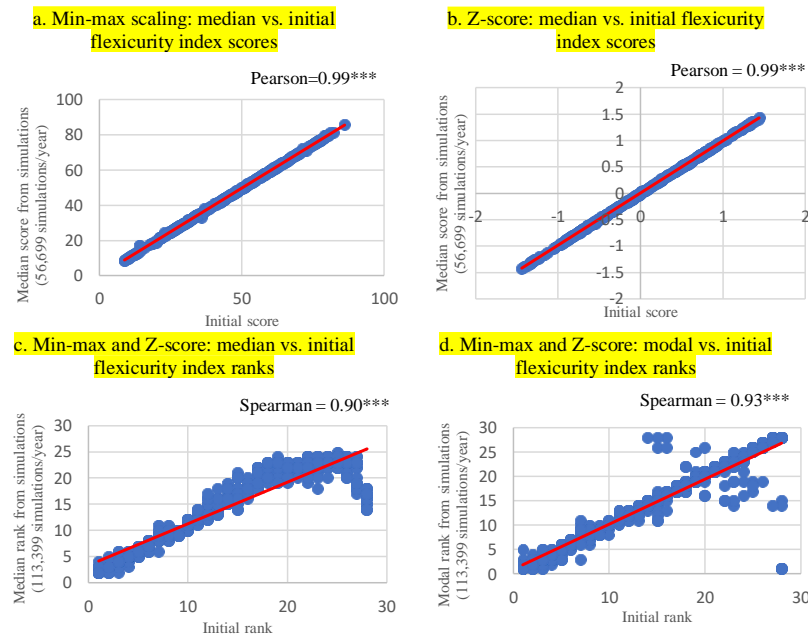 a. Min-max scaling: median vs. initial
flexicurity index scores
Pearson=0.99***
Median score from simulations
(56,699 simulations/year)
100
80
60
40
20
0
0
50
100
Initial score
b. Z-score: median vs. initial flexicurity
index scores
Pearson = 0.99***
Median score from simulations
(56,699 simulations/year)
2
1.5
1
0.5
0
-0.5
-1
-1.5
-2
-2
-1
0
1
2
Initial score
c. Min-max and Z-score: median vs. initial
flexicurity index ranks
Spearman = 0.90***
Median rank from simulations
(113,399 simulations/year)
30
25
20
15
10
5
0
0
10
20
30
Initial rank
d. Min-max and Z-score: modal vs. initial
flexicurity index ranks
Spearman = 0.93***
Modal rank from simulations
(113,399 simulations/year)
30
25
20
15
10
5
0
0
10
20
30
Initial rank